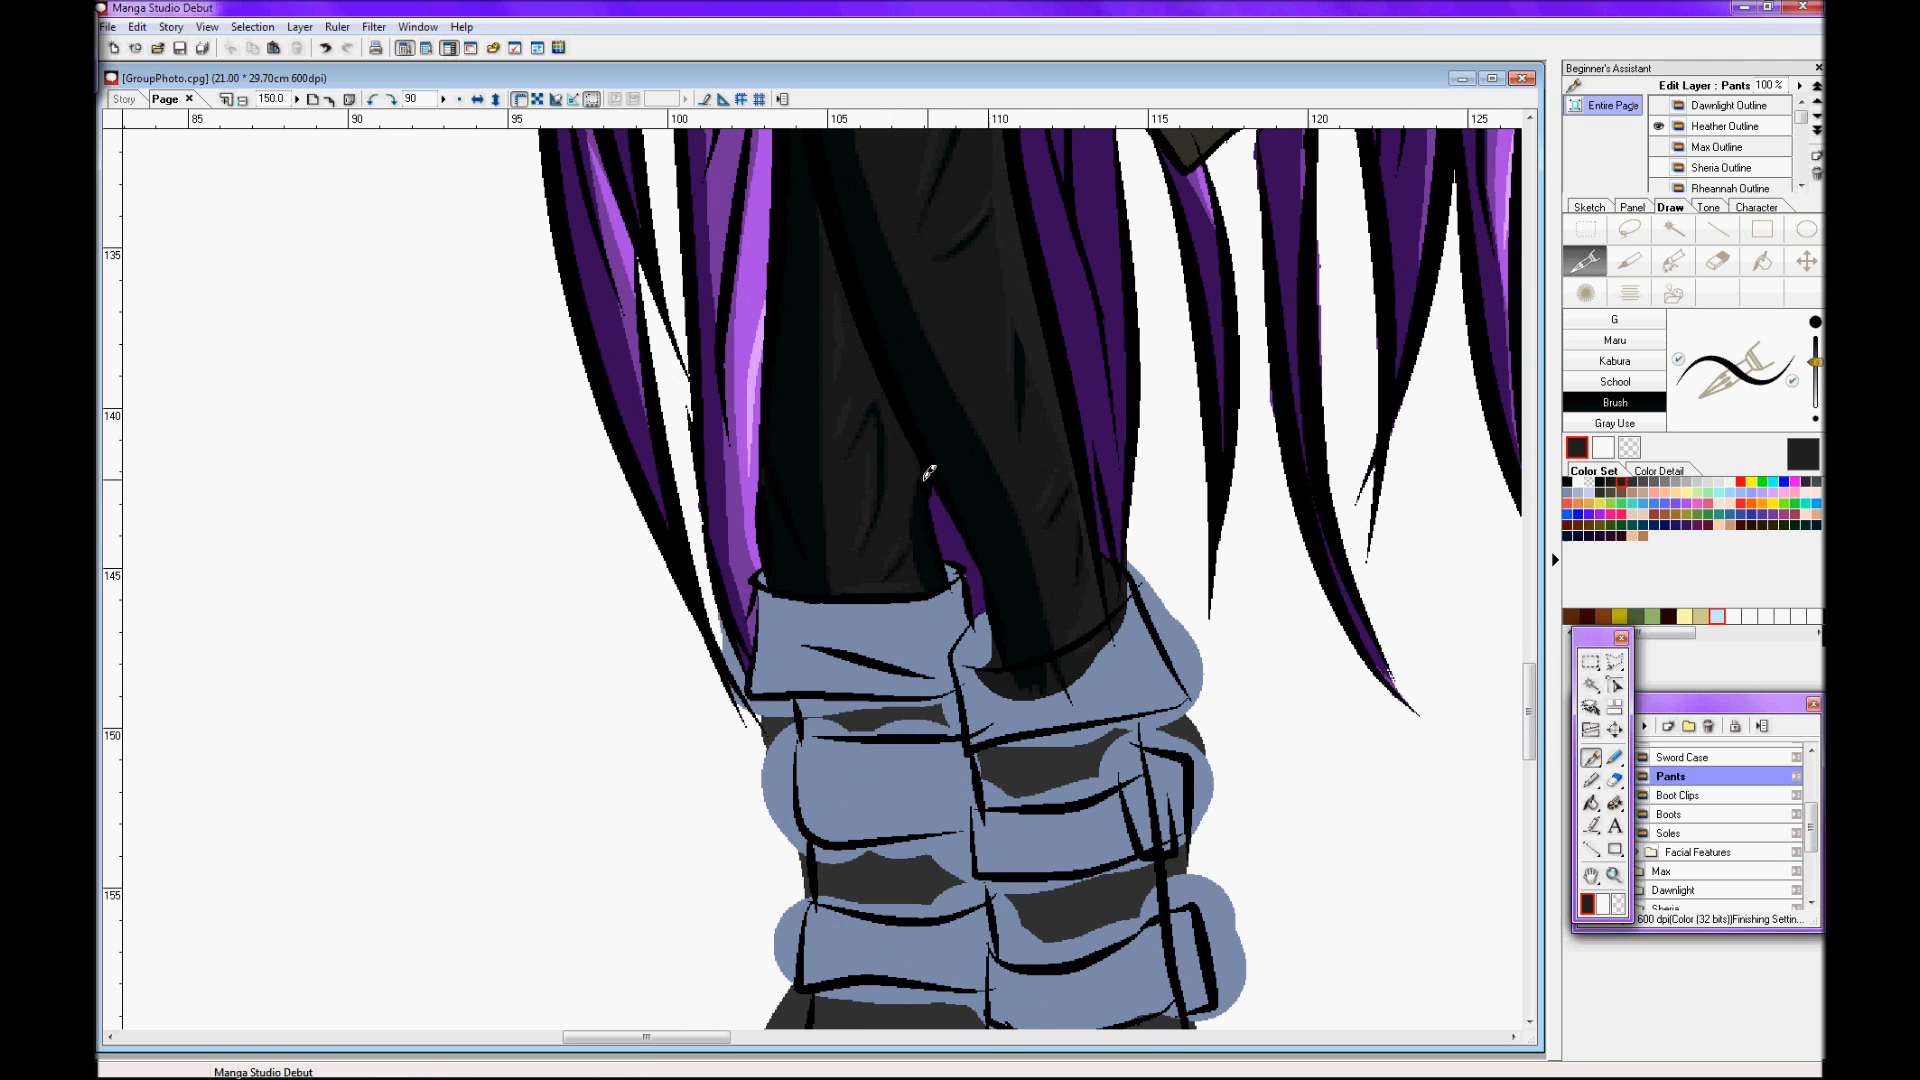 Manga Studio Debut
File Edit Story View Selection Layer Ruler Filter Window Help
[GroupPhoto.cpg] (21.00 * 29.70cm 600dpi)
Story Page 150.0 90
85 90 95 100 105 110 115 120 125
135
140
145
150
155
Beginner's Assistant
Edit Layer : Pants 100 %
Entire Page
Dawnlight Outline
Heather Outline
Max Outline
Sheria Outline
Rheannah Outline
Sketch Panel Draw Tone Character
G
Maru
Kabura
School
Brush
Gray Use
Color Set Color Detail
Sword Case
Pants
Boot Clips
Boots
Soles
Facial Features
Max
Dawnlight
Sheria
600 dpi(Color (32 bits))Finishing Settin...
Manga Studio Debut